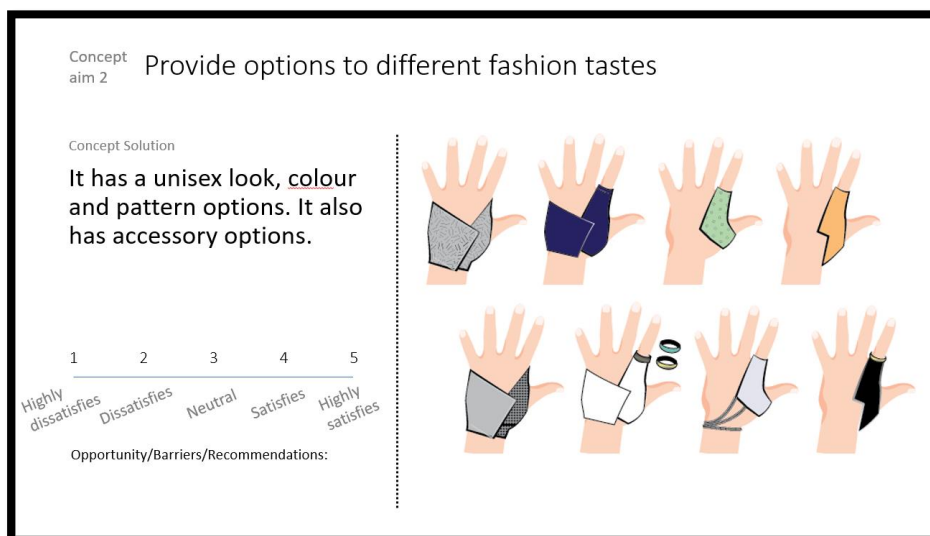 Concept
aim 2
Provide options to different fashion tastes
Concept Solution
It has a unisex look, colour
and pattern options. It also
has accessory options.
1 2 3 4 5
Highly
dissatisfies
Dissatisfies
Neutral
Satisfies
Highly
satisfies
Opportunity/Barriers/Recommendations: